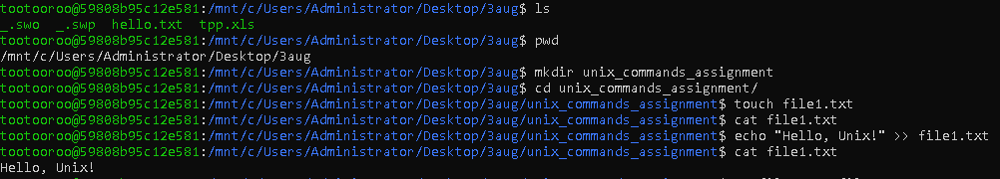 tootooroo@59808b95c12e581:/mnt/c/Users/Administrator/Desktop/3aug$ ls
_.swo  _.swp  hello.txt  tpp.xls
tootooroo@59808b95c12e581:/mnt/c/Users/Administrator/Desktop/3aug$ pwd
/mnt/c/Users/Administrator/Desktop/3aug
tootooroo@59808b95c12e581:/mnt/c/Users/Administrator/Desktop/3aug$ mkdir unix_commands_assignment
tootooroo@59808b95c12e581:/mnt/c/Users/Administrator/Desktop/3aug$ cd unix_commands_assignment/
tootooroo@59808b95c12e581:/mnt/c/Users/Administrator/Desktop/3aug/unix_commands_assignment$ touch file1.txt
tootooroo@59808b95c12e581:/mnt/c/Users/Administrator/Desktop/3aug/unix_commands_assignment$ cat file1.txt
tootooroo@59808b95c12e581:/mnt/c/Users/Administrator/Desktop/3aug/unix_commands_assignment$ echo "Hello, Unix!" >> file1.txt
tootooroo@59808b95c12e581:/mnt/c/Users/Administrator/Desktop/3aug/unix_commands_assignment$ cat file1.txt
Hello, Unix!